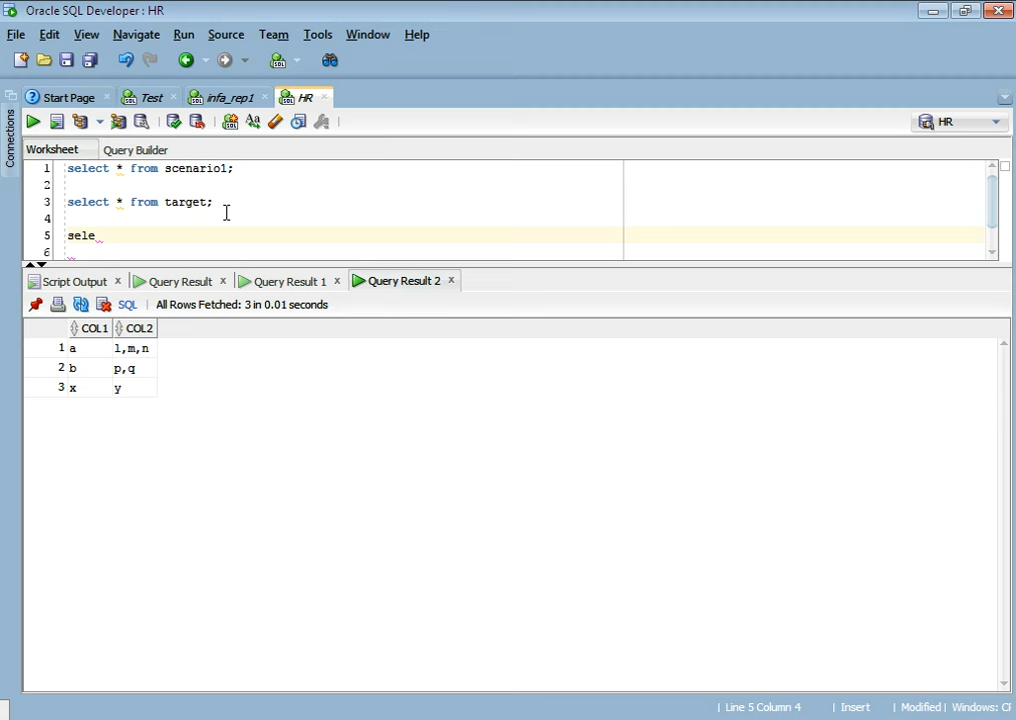 Oracle SQL Developer : HR
File Edit View Navigate Run Source Team Tools Window Help
Start Page Test infa_rep1 HR
HR
Connections
Worksheet Query Builder
1 select * from scenario1;
2
3 select * from target;
4
5 sele
6
Script Output Query Result Query Result 1 Query Result 2
SQL All Rows Fetched: 3 in 0.01 seconds
COL1 COL2
1 a l,m,n
2 b p,q
3 x y
Line 5 Column 4 Insert Modified Windows: CF